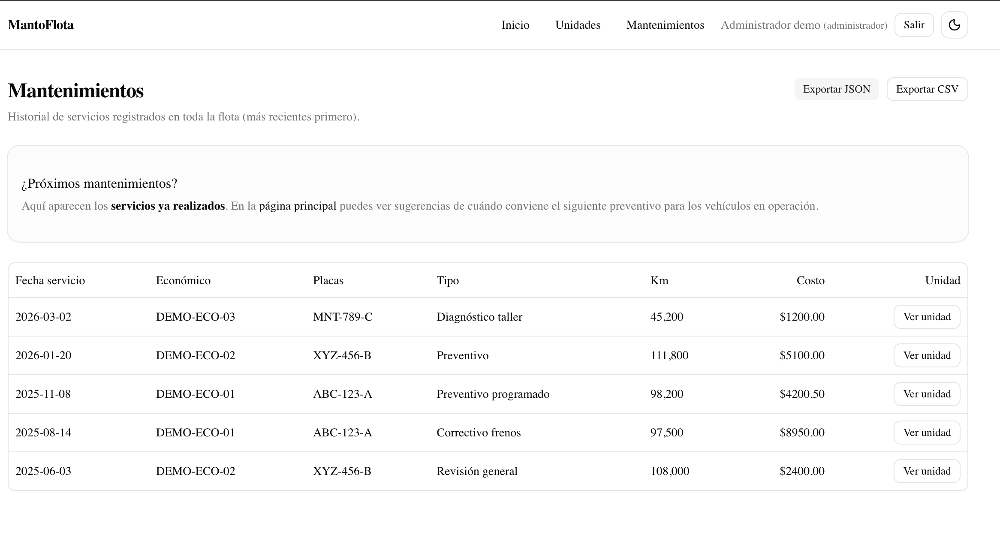 MantoFlota Inicio Unidades Mantenimientos Administrador demo (administrador) Salir
Mantenimientos Exportar JSON Exportar CSV
Historial de servicios registrados en toda la flota (más recientes primero).
¿Próximos mantenimientos?
Aquí aparecen los servicios ya realizados. En la página principal puedes ver sugerencias de cuándo conviene el siguiente preventivo para los vehículos en operación.
Fecha servicio Económico Placas Tipo Km Costo Unidad
2026-03-02 DEMO-ECO-03 MNT-789-C Diagnóstico taller 45,200 $1200.00 Ver unidad
2026-01-20 DEMO-ECO-02 XYZ-456-B Preventivo 111,800 $5100.00 Ver unidad
2025-11-08 DEMO-ECO-01 ABC-123-A Preventivo programado 98,200 $4200.50 Ver unidad
2025-08-14 DEMO-ECO-01 ABC-123-A Correctivo frenos 97,500 $8950.00 Ver unidad
2025-06-03 DEMO-ECO-02 XYZ-456-B Revisión general 108,000 $2400.00 Ver unidad